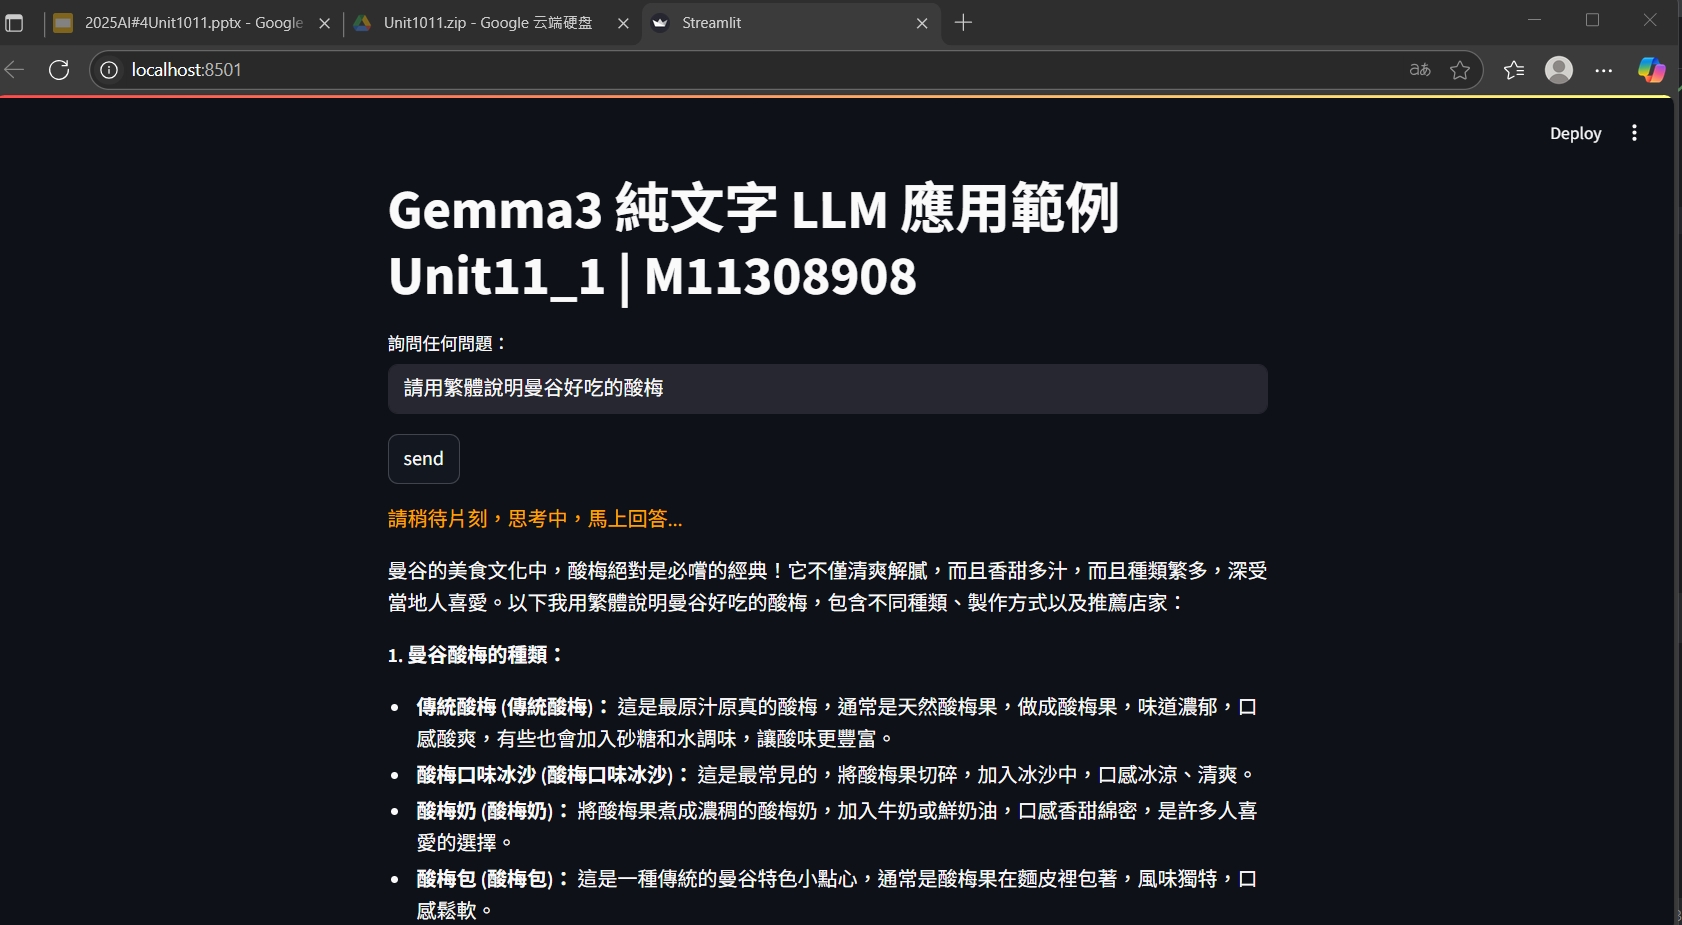 2025AI#4Unit1011.pptx - Google
Unit1011.zip - Google 云端硬盘
Streamlit
localhost:8501
aあ
Deploy
Gemma3 純文字 LLM 應用範例
Unit11_1 | M11308908
詢問任何問題：
請用繁體說明曼谷好吃的酸梅
send
請稍待片刻，思考中，馬上回答...
曼谷的美食文化中，酸梅絕對是必嚐的經典！它不僅清爽解膩，而且香甜多汁，而且種類繁多，深受
當地人喜愛。以下我用繁體說明曼谷好吃的酸梅，包含不同種類、製作方式以及推薦店家：
1. 曼谷酸梅的種類：
傳統酸梅 (傳統酸梅)： 這是最原汁原真的酸梅，通常是天然酸梅果，做成酸梅果，味道濃郁，口
感酸爽，有些也會加入砂糖和水調味，讓酸味更豐富。
酸梅口味冰沙 (酸梅口味冰沙)： 這是最常見的，將酸梅果切碎，加入冰沙中，口感冰涼、清爽。
酸梅奶 (酸梅奶)： 將酸梅果煮成濃稠的酸梅奶，加入牛奶或鮮奶油，口感香甜綿密，是許多人喜
愛的選擇。
酸梅包 (酸梅包)： 這是一種傳統的曼谷特色小點心，通常是酸梅果在麵皮裡包著，風味獨特，口
感鬆軟。